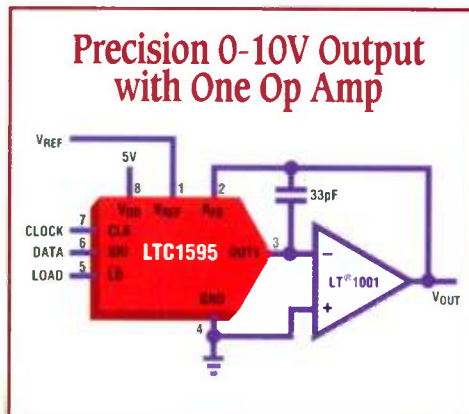 Precision 0-10V Output
with One Op Amp
VREF
5V
8
1
2
33pF
VDD
VREF
RFB
CLOCK
7
CLK
DATA
6
SRI
LTC1595
OUT1
3
LOAD
5
LD
GND
4
−
+
LT®1001
VOUT